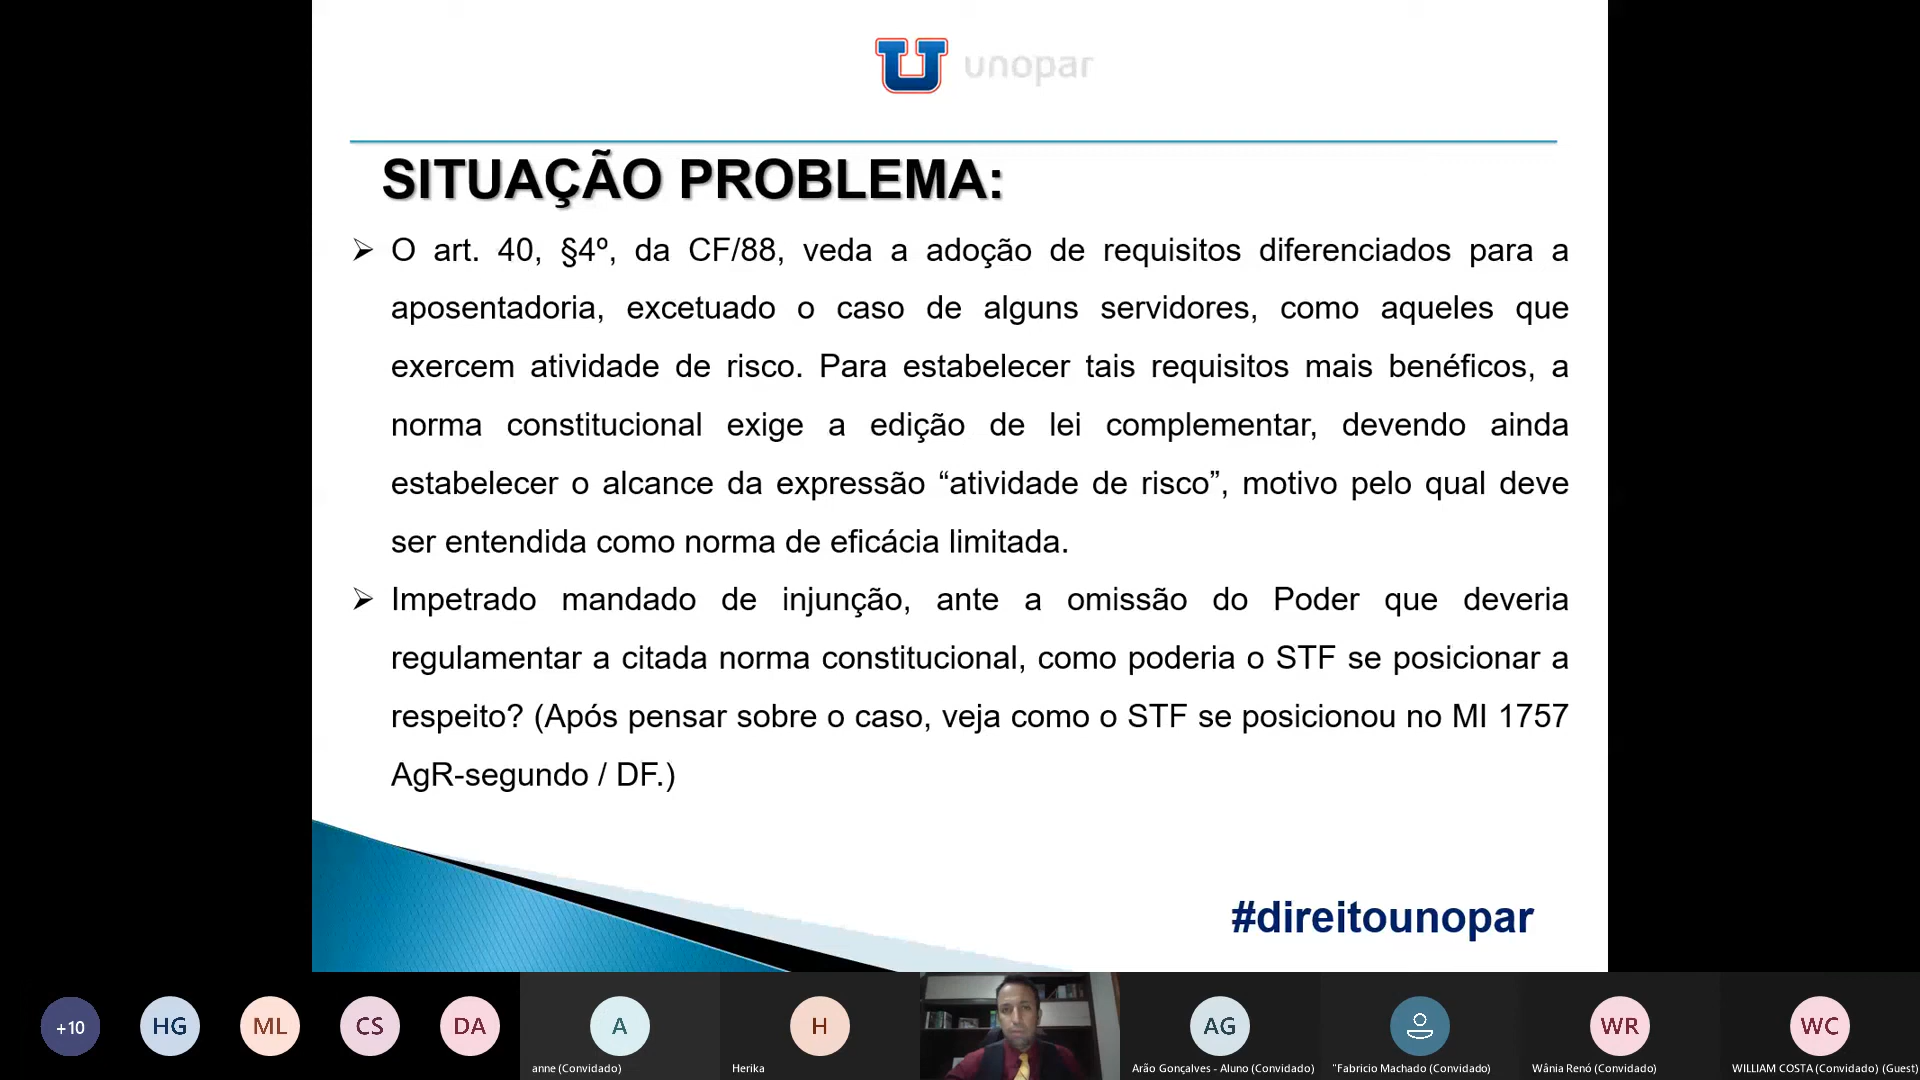 unopar
SITUAÇÃO PROBLEMA:
➢ O art. 40, §4º, da CF/88, veda a adoção de requisitos diferenciados para a
aposentadoria, excetuado o caso de alguns servidores, como aqueles que
exercem atividade de risco. Para estabelecer tais requisitos mais benéficos, a
norma constitucional exige a edição de lei complementar, devendo ainda
estabelecer o alcance da expressão “atividade de risco”, motivo pelo qual deve
ser entendida como norma de eficácia limitada.
➢ Impetrado mandado de injunção, ante a omissão do Poder que deveria
regulamentar a citada norma constitucional, como poderia o STF se posicionar a
respeito? (Após pensar sobre o caso, veja como o STF se posicionou no MI 1757
AgR-segundo / DF.)
#direitounopar
+10 HG ML CS DA A H AG WR WC
anne (Convidado) Herika Arão Gonçalves - Aluno (Convidado) "Fabricio Machado (Convidado) Wânia Renó (Convidado) WILLIAM COSTA (Convidado) (Guest)